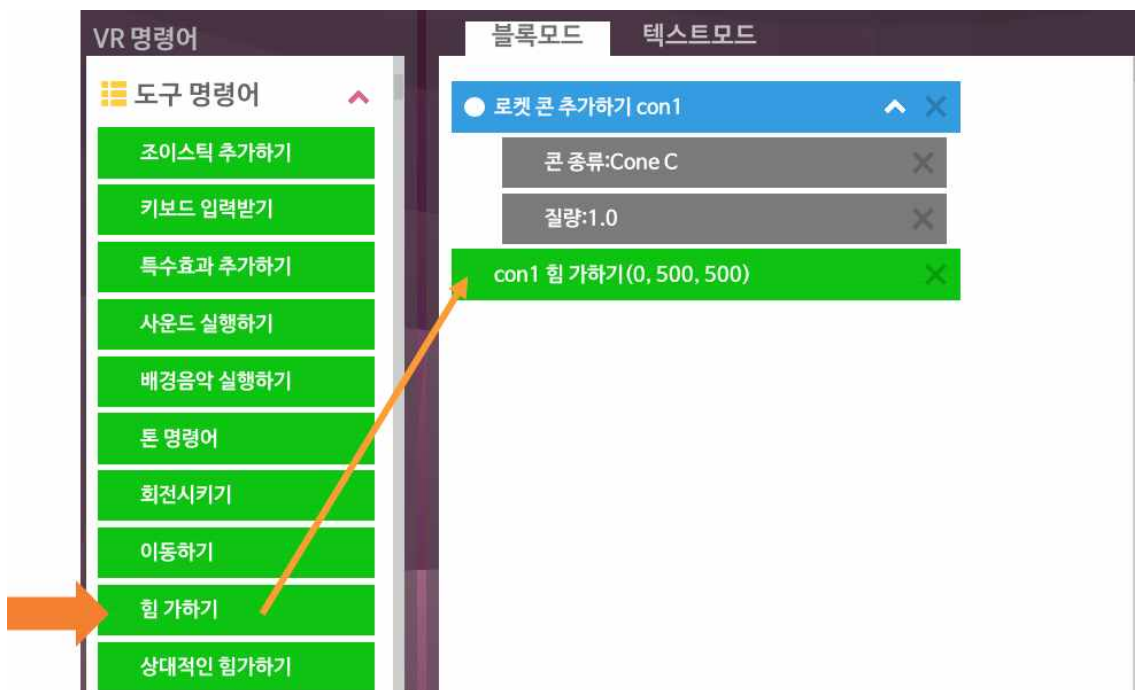 VR 명령어
도구 명령어
조이스틱 추가하기
키보드 입력받기
특수효과 추가하기
사운드 실행하기
배경음악 실행하기
톤 명령어
회전시키기
이동하기
힘 가하기
상대적인 힘가하기
블록모드 텍스트모드
로켓 콘 추가하기 con1
콘 종류:Cone C
질량:1.0
con1 힘 가하기(0, 500, 500)